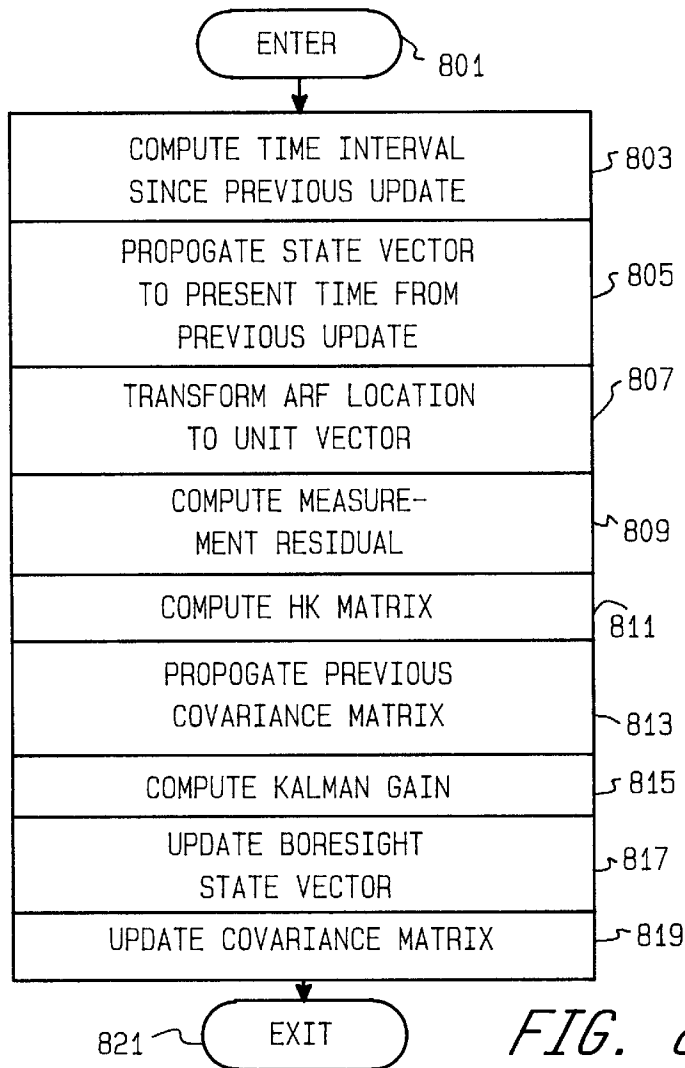 ENTER
801
COMPUTE TIME INTERVAL
SINCE PREVIOUS UPDATE
803
PROPOGATE STATE VECTOR
TO PRESENT TIME FROM
PREVIOUS UPDATE
805
TRANSFORM ARF LOCATION
TO UNIT VECTOR
807
COMPUTE MEASURE-
MENT RESIDUAL
809
COMPUTE HK MATRIX
811
PROPOGATE PREVIOUS
COVARIANCE MATRIX
813
COMPUTE KALMAN GAIN
815
UPDATE BORESIGHT
STATE VECTOR
817
UPDATE COVARIANCE MATRIX
819
EXIT
821
FIG.